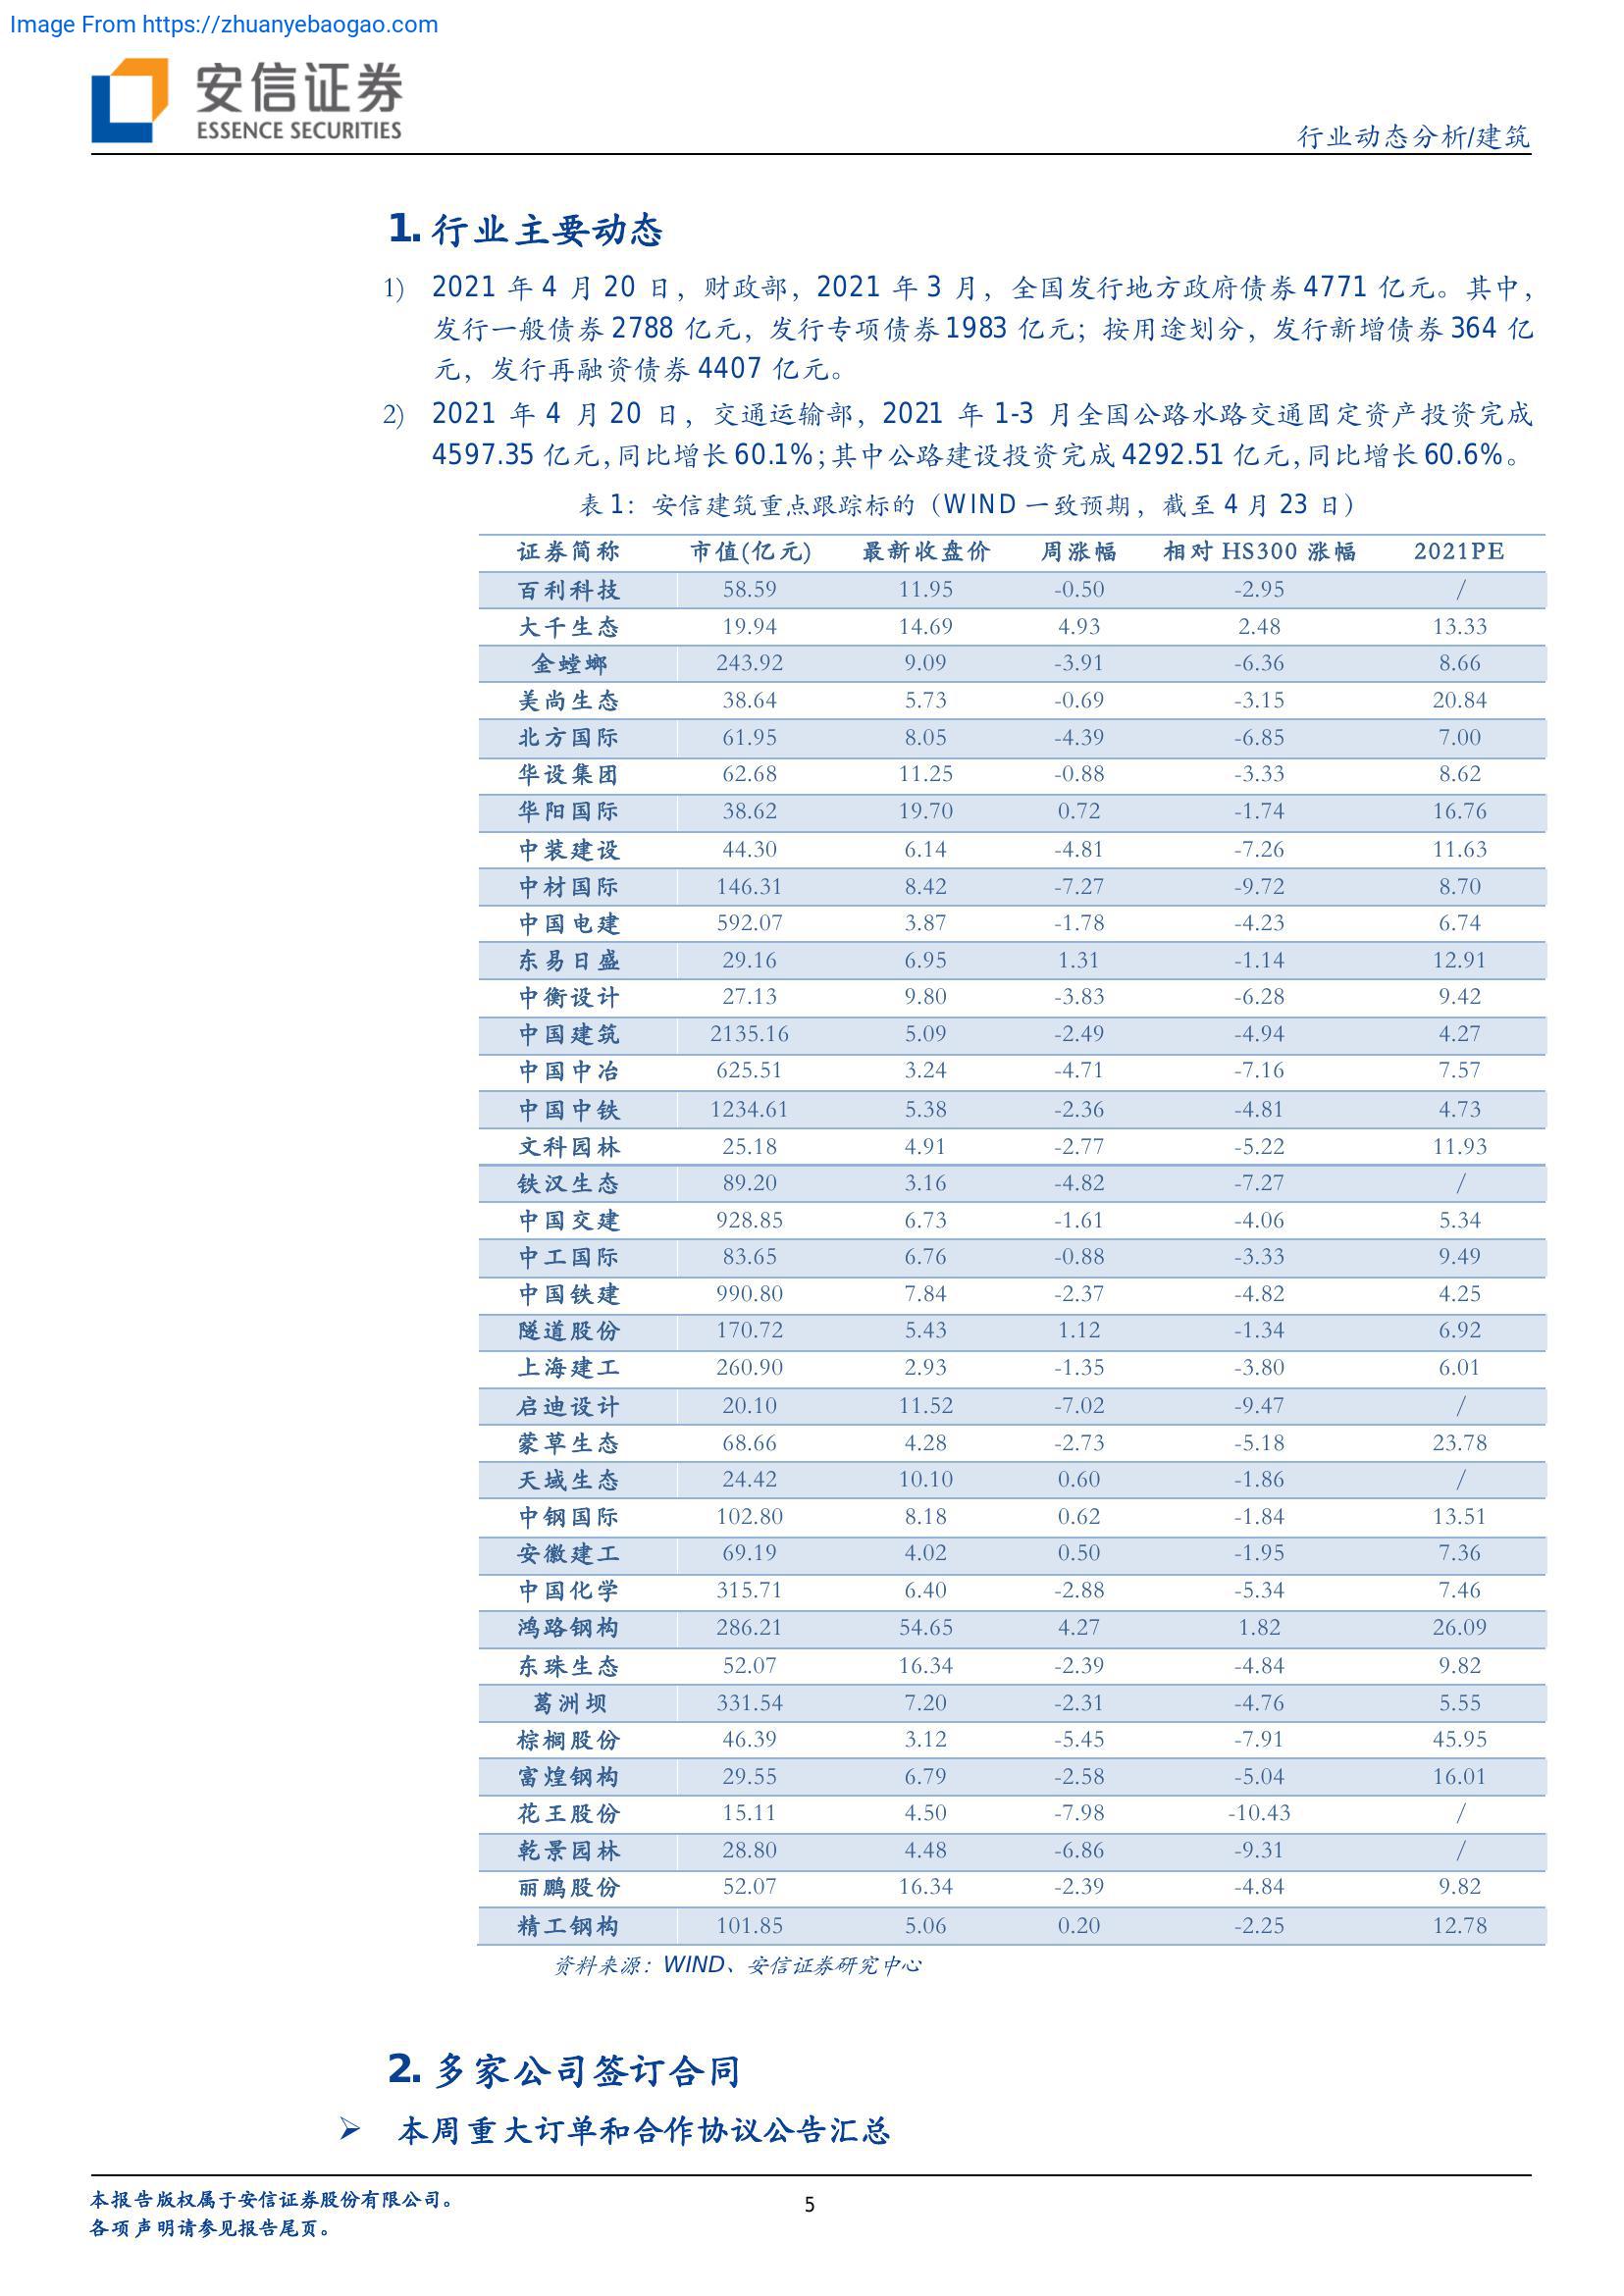 Image From https://zhuanyebaogao.com
安信证券
ESSENCE SECURITIES
行业动态分析/建筑
1. 行业主要动态
1) 2021 年 4 月 20 日，财政部，2021 年 3 月，全国发行地方政府债券 4771 亿元。其中，
发行一般债券 2788 亿元，发行专项债券 1983 亿元；按用途划分，发行新增债券 364 亿
元，发行再融资债券 4407 亿元。
2) 2021 年 4 月 20 日，交通运输部，2021 年 1-3 月全国公路水路交通固定资产投资完成
4597.35 亿元，同比增长 60.1%；其中公路建设投资完成 4292.51 亿元，同比增长 60.6%。
表 1：安信建筑重点跟踪标的（WIND 一致预期，截至 4 月 23 日）
证券简称 市值(亿元) 最新收盘价 周涨幅 相对 HS300 涨幅 2021PE
百利科技 58.59 11.95 -0.50 -2.95 /
大千生态 19.94 14.69 4.93 2.48 13.33
金螳螂 243.92 9.09 -3.91 -6.36 8.66
美尚生态 38.64 5.73 -0.69 -3.15 20.84
北方国际 61.95 8.05 -4.39 -6.85 7.00
华设集团 62.68 11.25 -0.88 -3.33 8.62
华阳国际 38.62 19.70 0.72 -1.74 16.76
中装建设 44.30 6.14 -4.81 -7.26 11.63
中材国际 146.31 8.42 -7.27 -9.72 8.70
中国电建 592.07 3.87 -1.78 -4.23 6.74
东易日盛 29.16 6.95 1.31 -1.14 12.91
中衡设计 27.13 9.80 -3.83 -6.28 9.42
中国建筑 2135.16 5.09 -2.49 -4.94 4.27
中国中冶 625.51 3.24 -4.71 -7.16 7.57
中国中铁 1234.61 5.38 -2.36 -4.81 4.73
文科园林 25.18 4.91 -2.77 -5.22 11.93
铁汉生态 89.20 3.16 -4.82 -7.27 /
中国交建 928.85 6.73 -1.61 -4.06 5.34
中工国际 83.65 6.76 -0.88 -3.33 9.49
中国铁建 990.80 7.84 -2.37 -4.82 4.25
隧道股份 170.72 5.43 1.12 -1.34 6.92
上海建工 260.90 2.93 -1.35 -3.80 6.01
启迪设计 20.10 11.52 -7.02 -9.47 /
蒙草生态 68.66 4.28 -2.73 -5.18 23.78
天域生态 24.42 10.10 0.60 -1.86 /
中钢国际 102.80 8.18 0.62 -1.84 13.51
安徽建工 69.19 4.02 0.50 -1.95 7.36
中国化学 315.71 6.40 -2.88 -5.34 7.46
鸿路钢构 286.21 54.65 4.27 1.82 26.09
东珠生态 52.07 16.34 -2.39 -4.84 9.82
葛洲坝 331.54 7.20 -2.31 -4.76 5.55
棕榈股份 46.39 3.12 -5.45 -7.91 45.95
富煌钢构 29.55 6.79 -2.58 -5.04 16.01
花王股份 15.11 4.50 -7.98 -10.43 /
乾景园林 28.80 4.48 -6.86 -9.31 /
丽鹏股份 52.07 16.34 -2.39 -4.84 9.82
精工钢构 101.85 5.06 0.20 -2.25 12.78
资料来源：WIND、安信证券研究中心
2. 多家公司签订合同
➢ 本周重大订单和合作协议公告汇总
本报告版权属于安信证券股份有限公司。
各项声明请参见报告尾页。
5